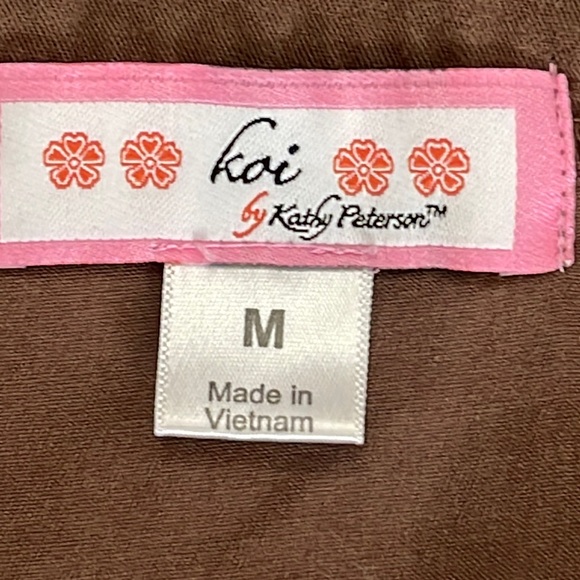 koi
by Kathy Peterson™
M
Made in
Vietnam